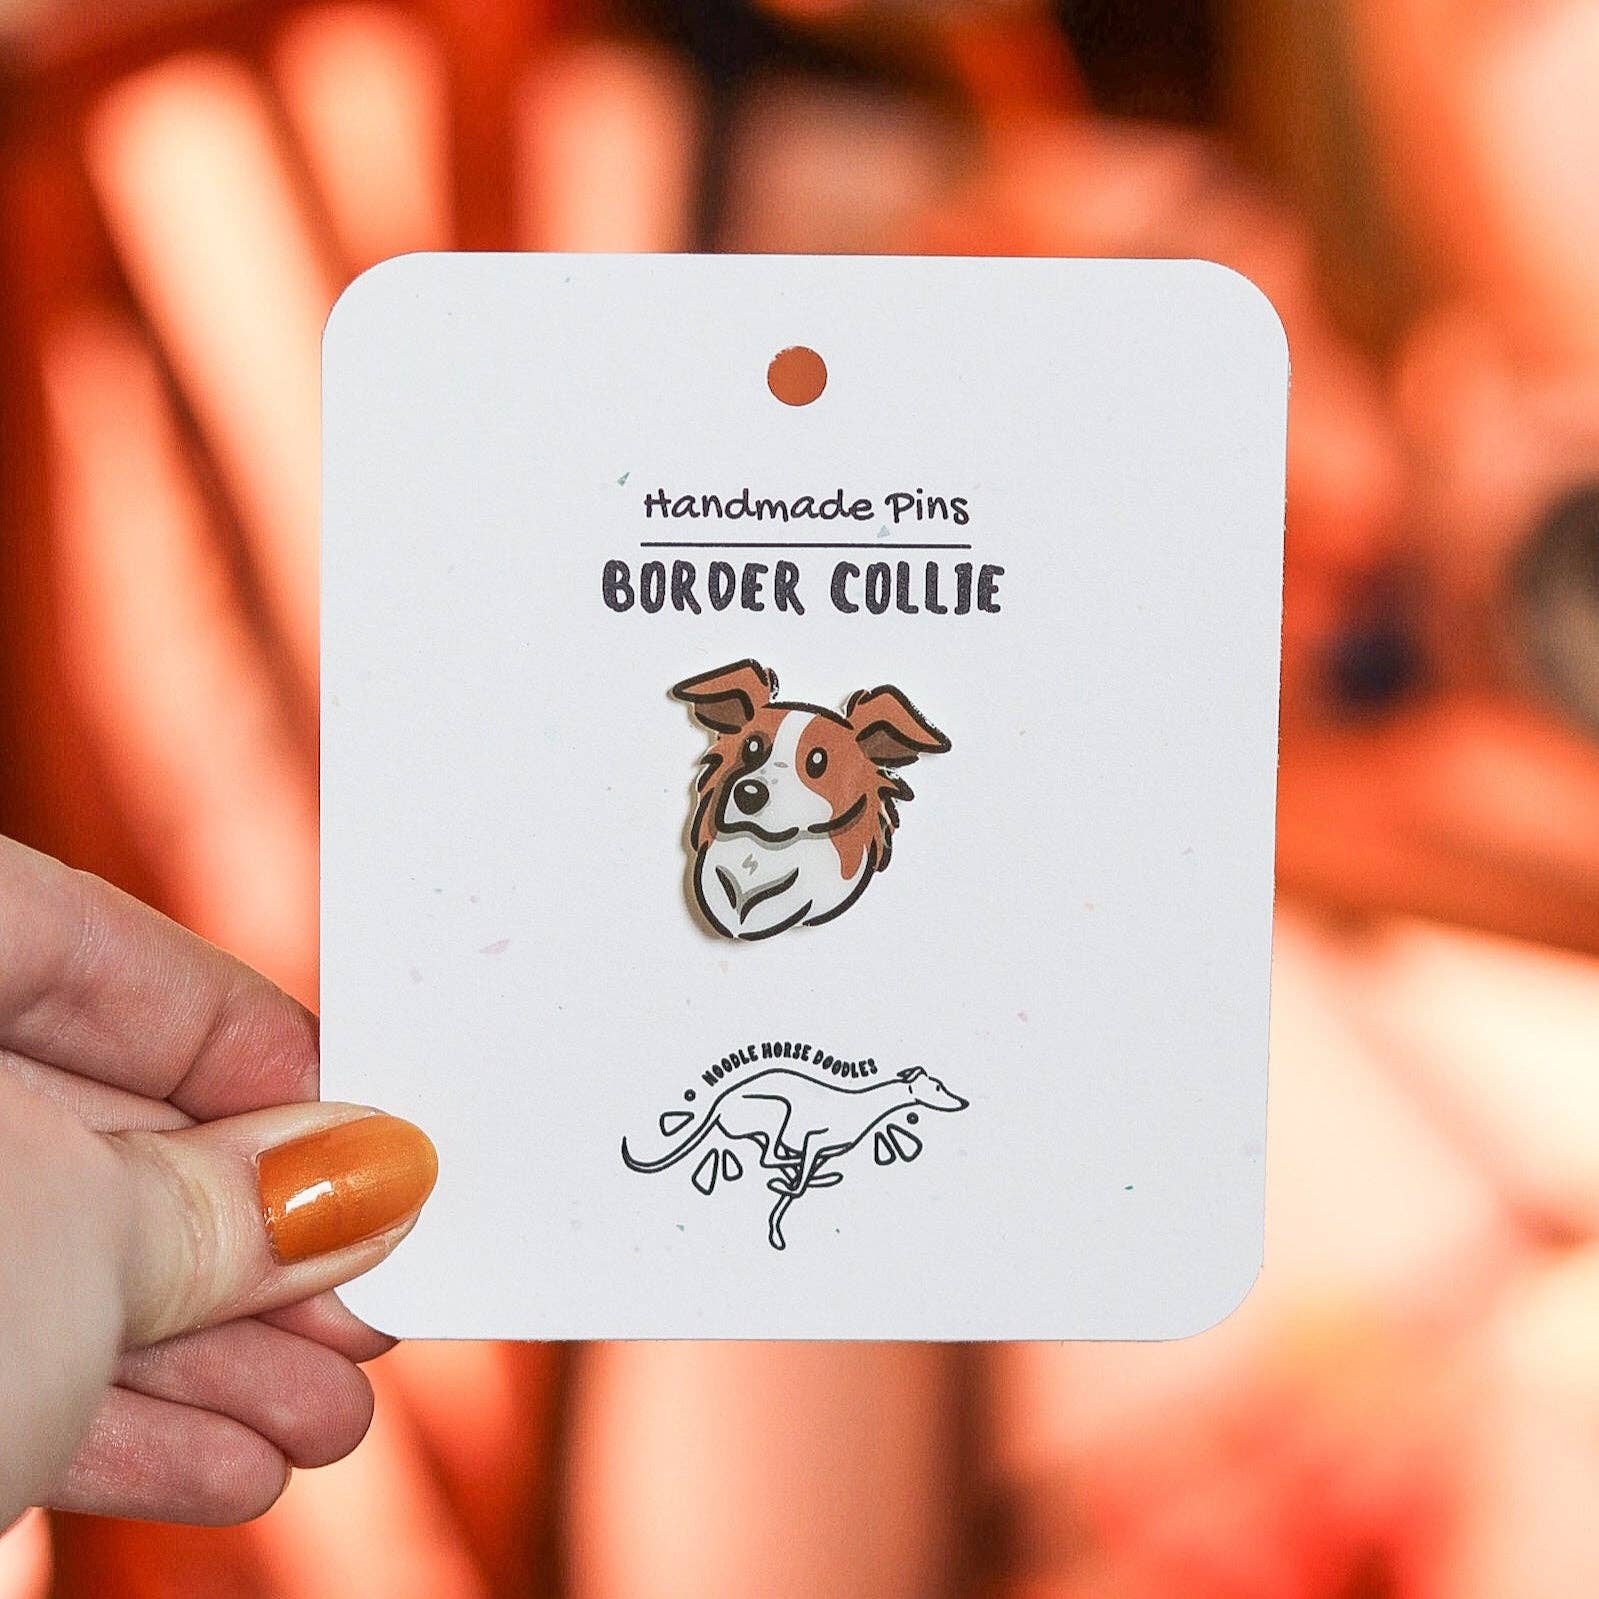 Handmade Pins
BORDER COLLIE
NOODLE HORSE DOODLES